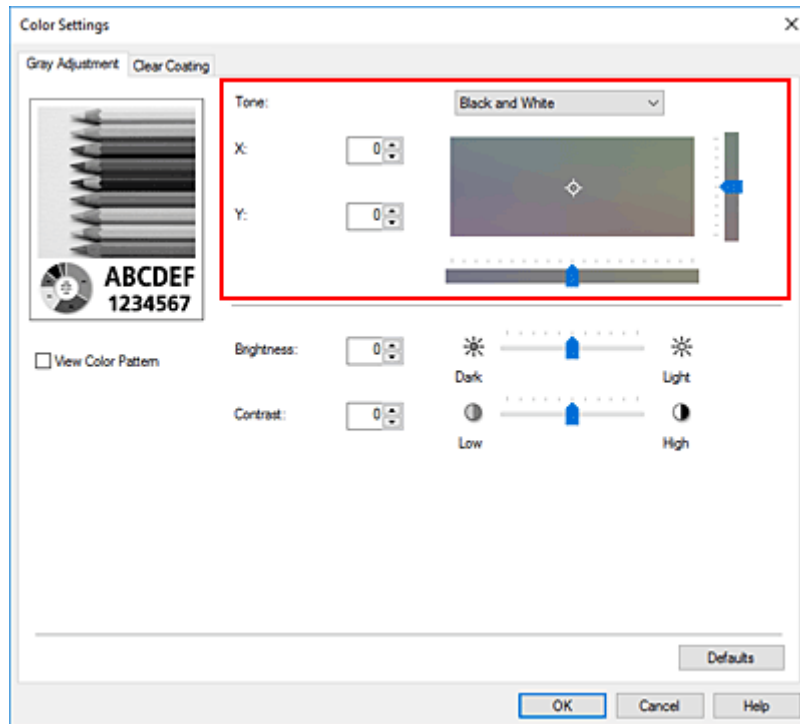 Color Settings
Gray Adjustment Clear Coating
Tone: Black and White
X: 0
Y: 0
ABCDEF
1234567
View Color Pattern
Brightness: 0
Dark Light
Contrast: 0
Low High
Defaults
OK Cancel Help